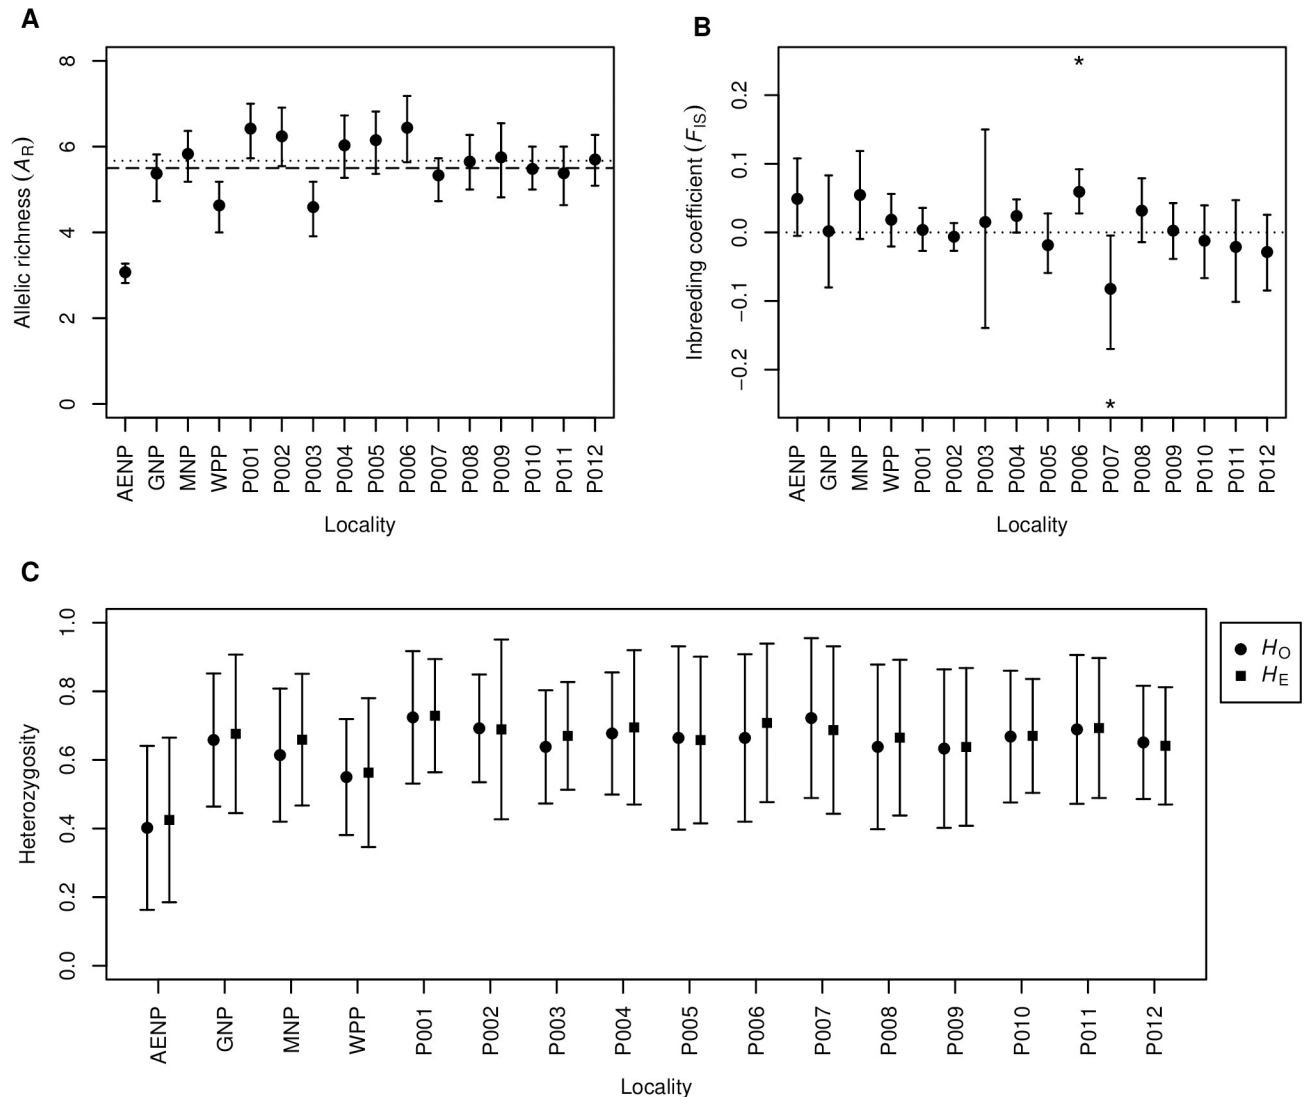 A
Allelic richness (AR)
8
6
4
2
0
AENP
GNP
MNP
WPP
P001
P002
P003
P004
P005
P006
P007
P008
P009
P010
P011
P012
Locality
B
Inbreeding coefficient (FIS)
0.2
0.1
0.0
−0.1
−0.2
*
*
AENP
GNP
MNP
WPP
P001
P002
P003
P004
P005
P006
P007
P008
P009
P010
P011
P012
Locality
C
Heterozygosity
1.0
0.8
0.6
0.4
0.2
0.0
AENP
GNP
MNP
WPP
P001
P002
P003
P004
P005
P006
P007
P008
P009
P010
P011
P012
Locality
HO
HE